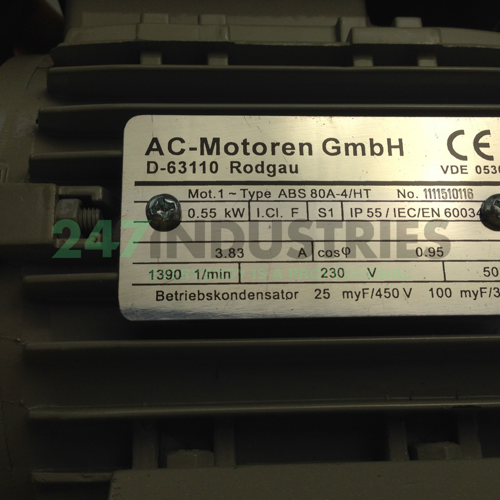 AC-Motoren GmbH CE
D-63110 Rodgau VDE 0530
Mot.1~Type ABS 80A-4/HT No. 1111510116
0.55 kW I.Cl. F S1 IP 55/IEC/EN 60034
247INDUSTRIES
3.83 A cosφ 0.95
1390 1/min 230 V 50
Betriebskondensator 25 myF/450 V 100 myF/3